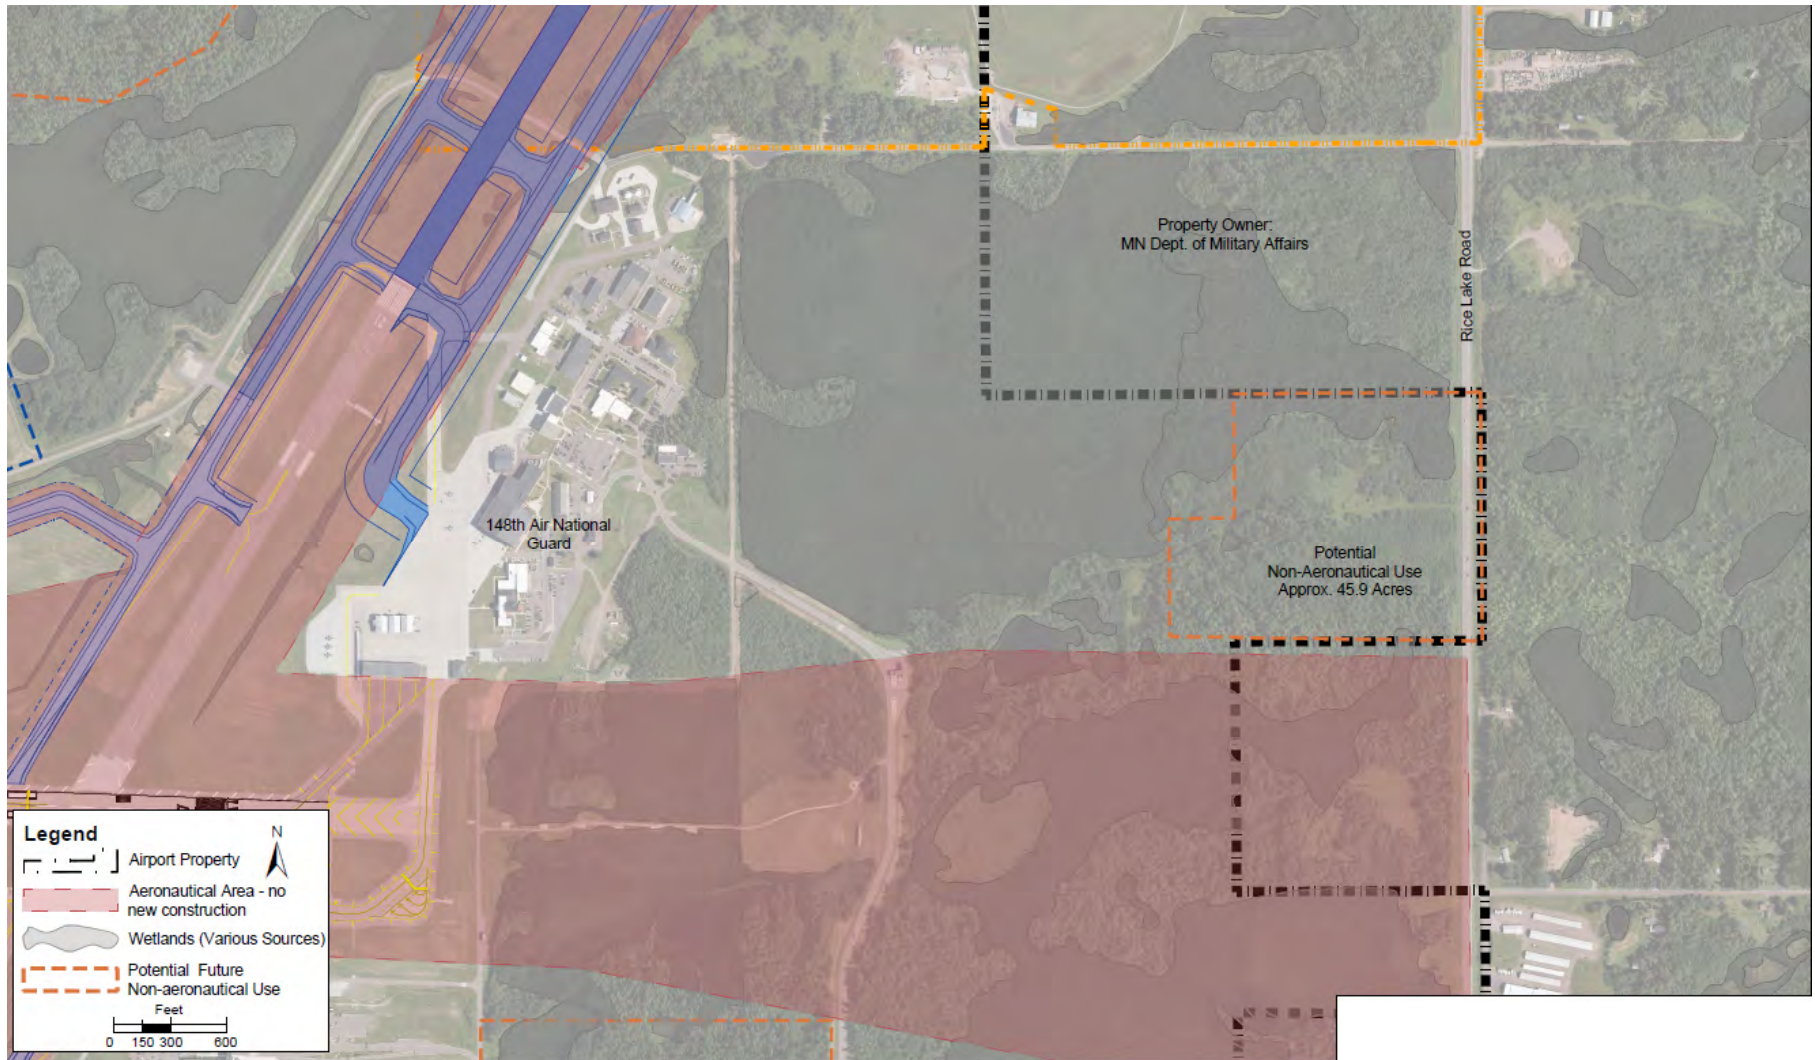 Property Owner:
MN Dept. of Military Affairs
Rice Lake Road
148th Air National
Guard
Potential
Non-Aeronautical Use
Approx. 45.9 Acres
Legend
N
Airport Property
Aeronautical Area - no
new construction
Wetlands (Various Sources)
Potential Future
Non-aeronautical Use
Feet
0 150 300 600